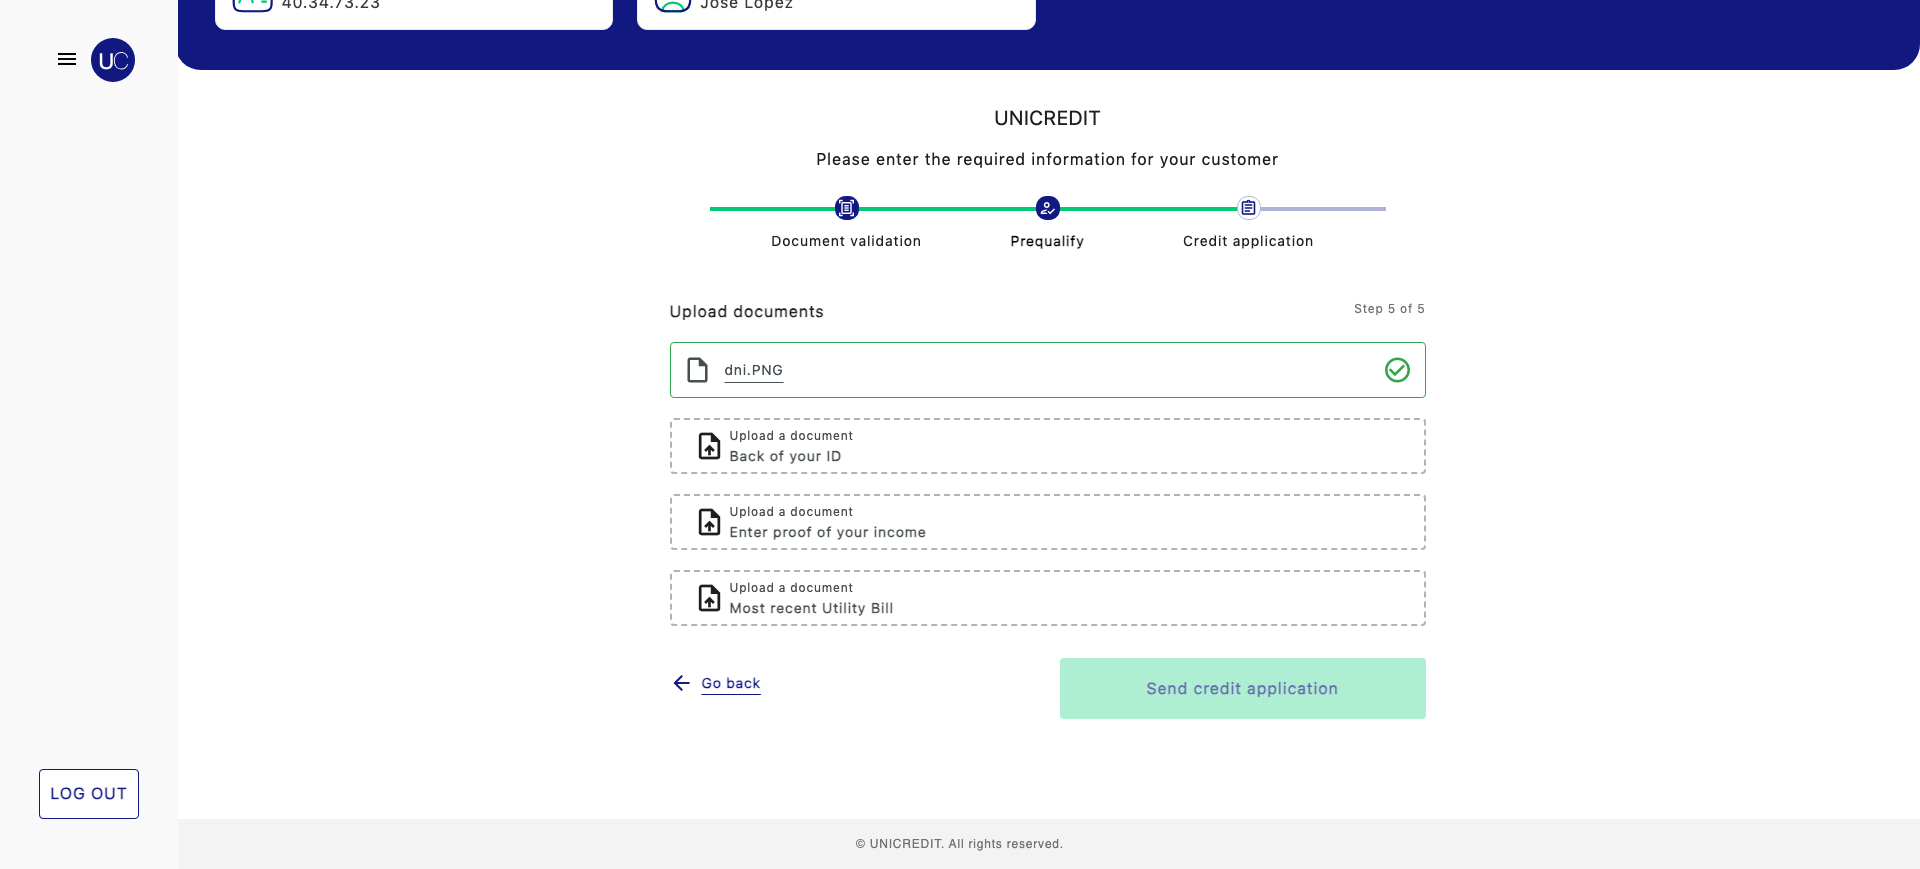 40.34.73.23
Jose Lopez
UC
UNICREDIT
Please enter the required information for your customer
Document validation
Prequalify
Credit application
Upload documents
Step 5 of 5
dni.PNG
Upload a document
Back of your ID
Upload a document
Enter proof of your income
Upload a document
Most recent Utility Bill
Go back
Send credit application
LOG OUT
© UNICREDIT. All rights reserved.